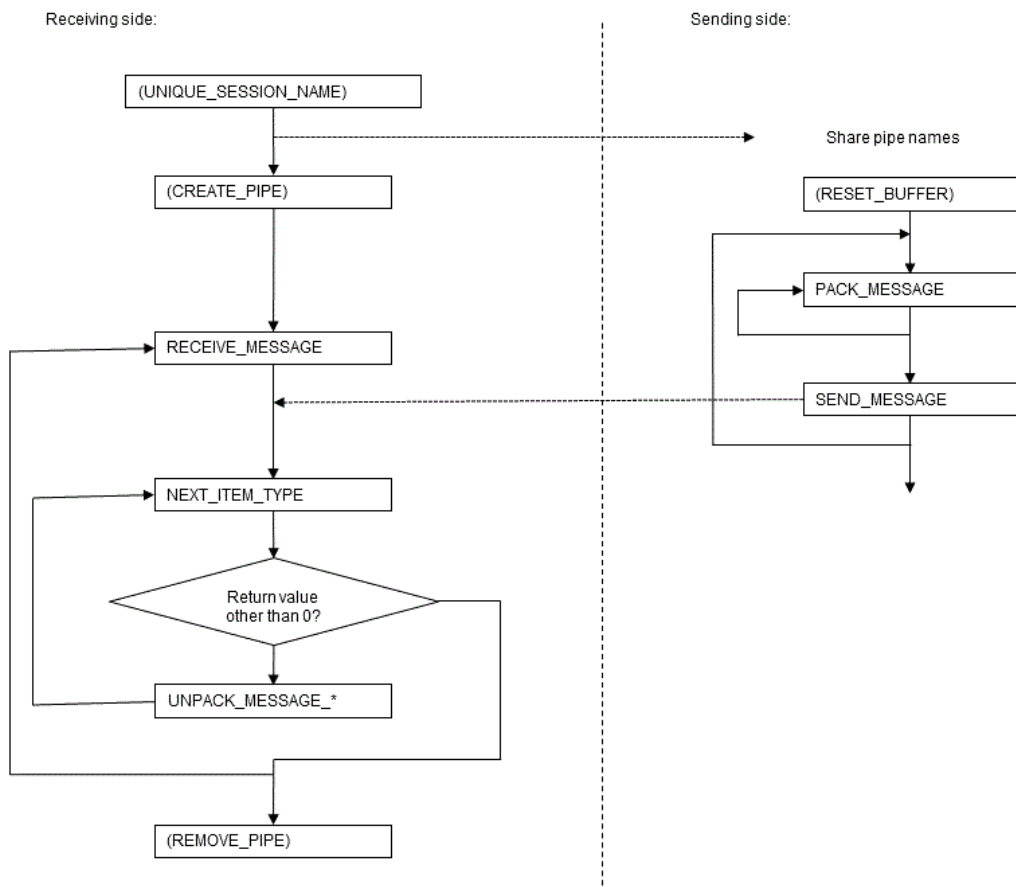 Receiving side:
Sending side:
(UNIQUE_SESSION_NAME)
Share pipe names
(CREATE_PIPE)
(RESET_BUFFER)
PACK_MESSAGE
RECEIVE_MESSAGE
SEND_MESSAGE
NEXT_ITEM_TYPE
Return value
other than 0?
UNPACK_MESSAGE_*
(REMOVE_PIPE)